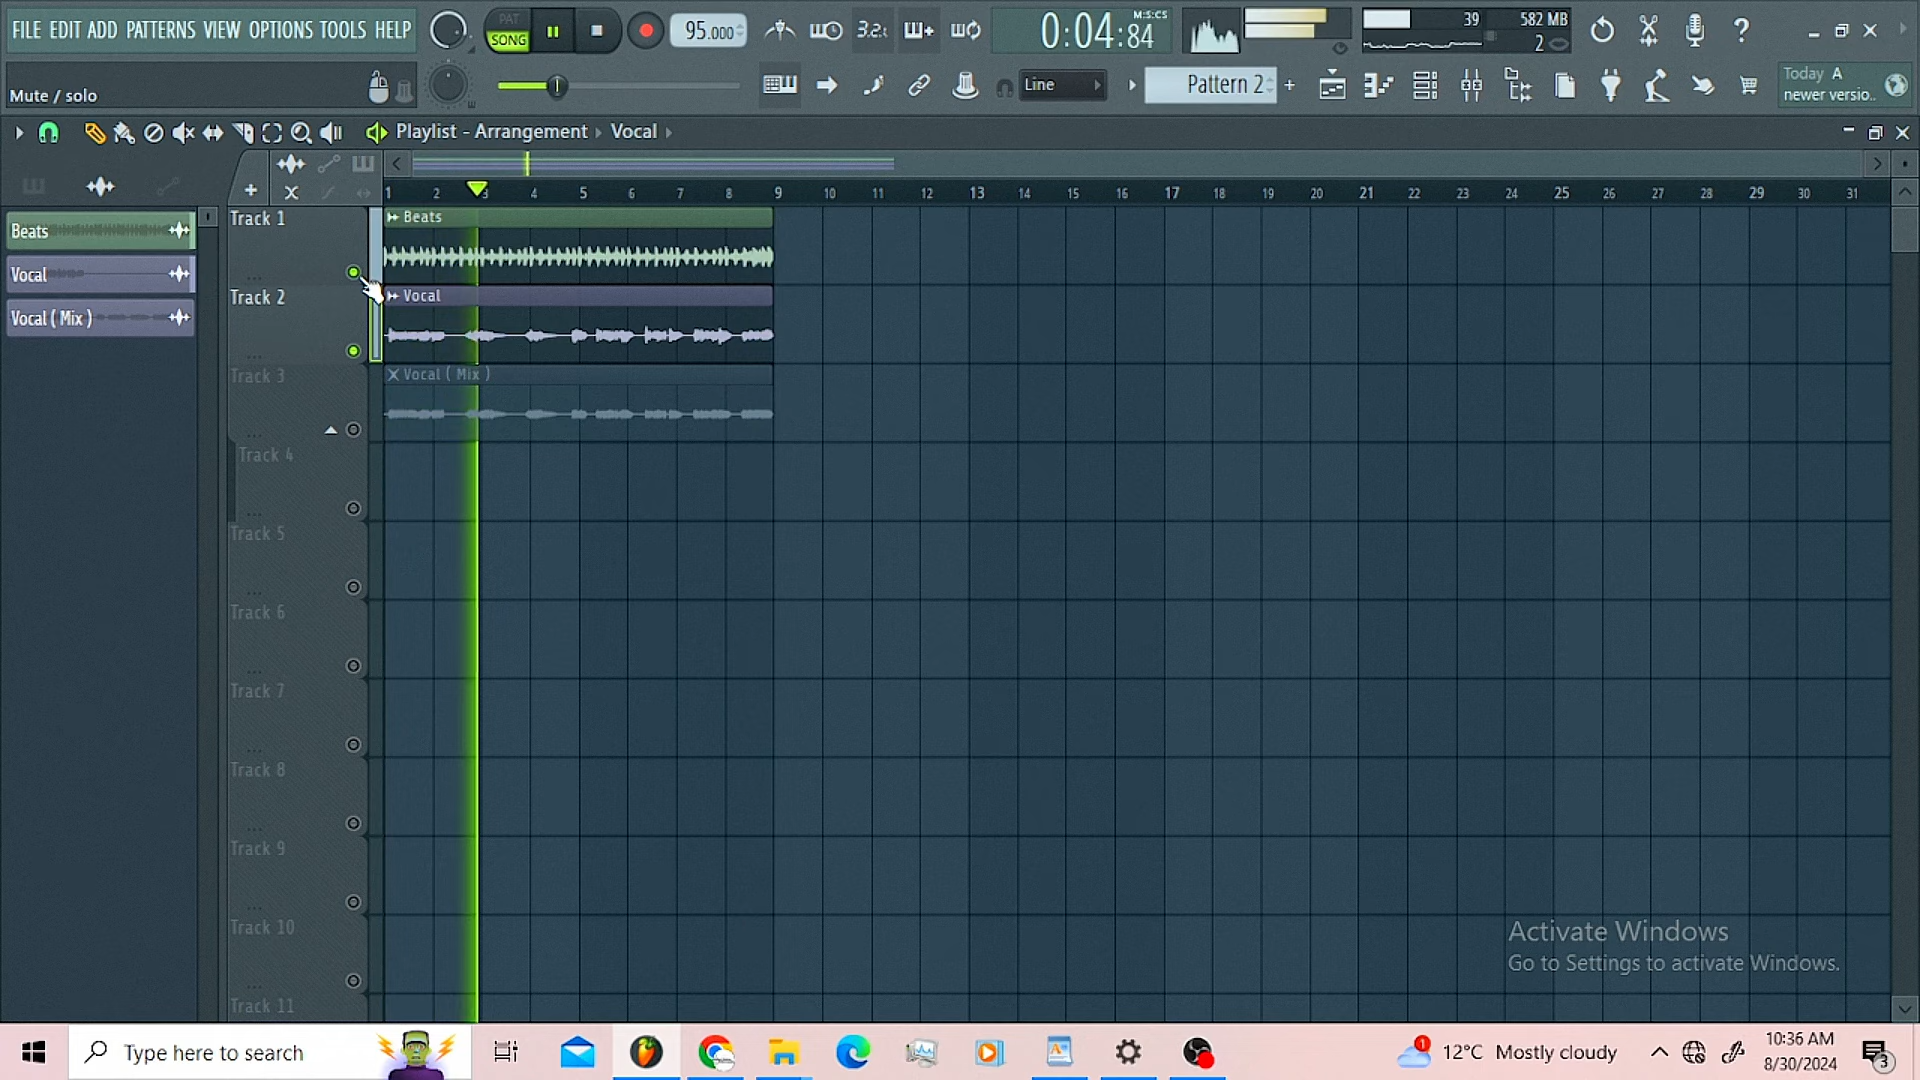 FILE EDIT ADD PATTERNS VIEW OPTIONS TOOLS HELP
PAT
SONG
95.000
3.2.
0:04:84
M:S:CS
39
582 MB
2
Mute / solo
Line
Pattern 2
Today A
newer versio..
Playlist - Arrangement › Vocal ›
1 2 3 4 5 6 7 8 9 10 11 12 13 14 15 16 17 18 19 20 21 22 23 24 25 26 27 28 29 30 31
Beats
Vocal
Vocal ( Mix )
Track 1
Beats
Track 2
Vocal
Track 3
Vocal ( Mix )
Track 4
Track 5
Track 6
Track 7
Track 8
Track 9
Track 10
Track 11
Activate Windows
Go to Settings to activate Windows.
Type here to search
1
12°C Mostly cloudy
10:36 AM
8/30/2024
3